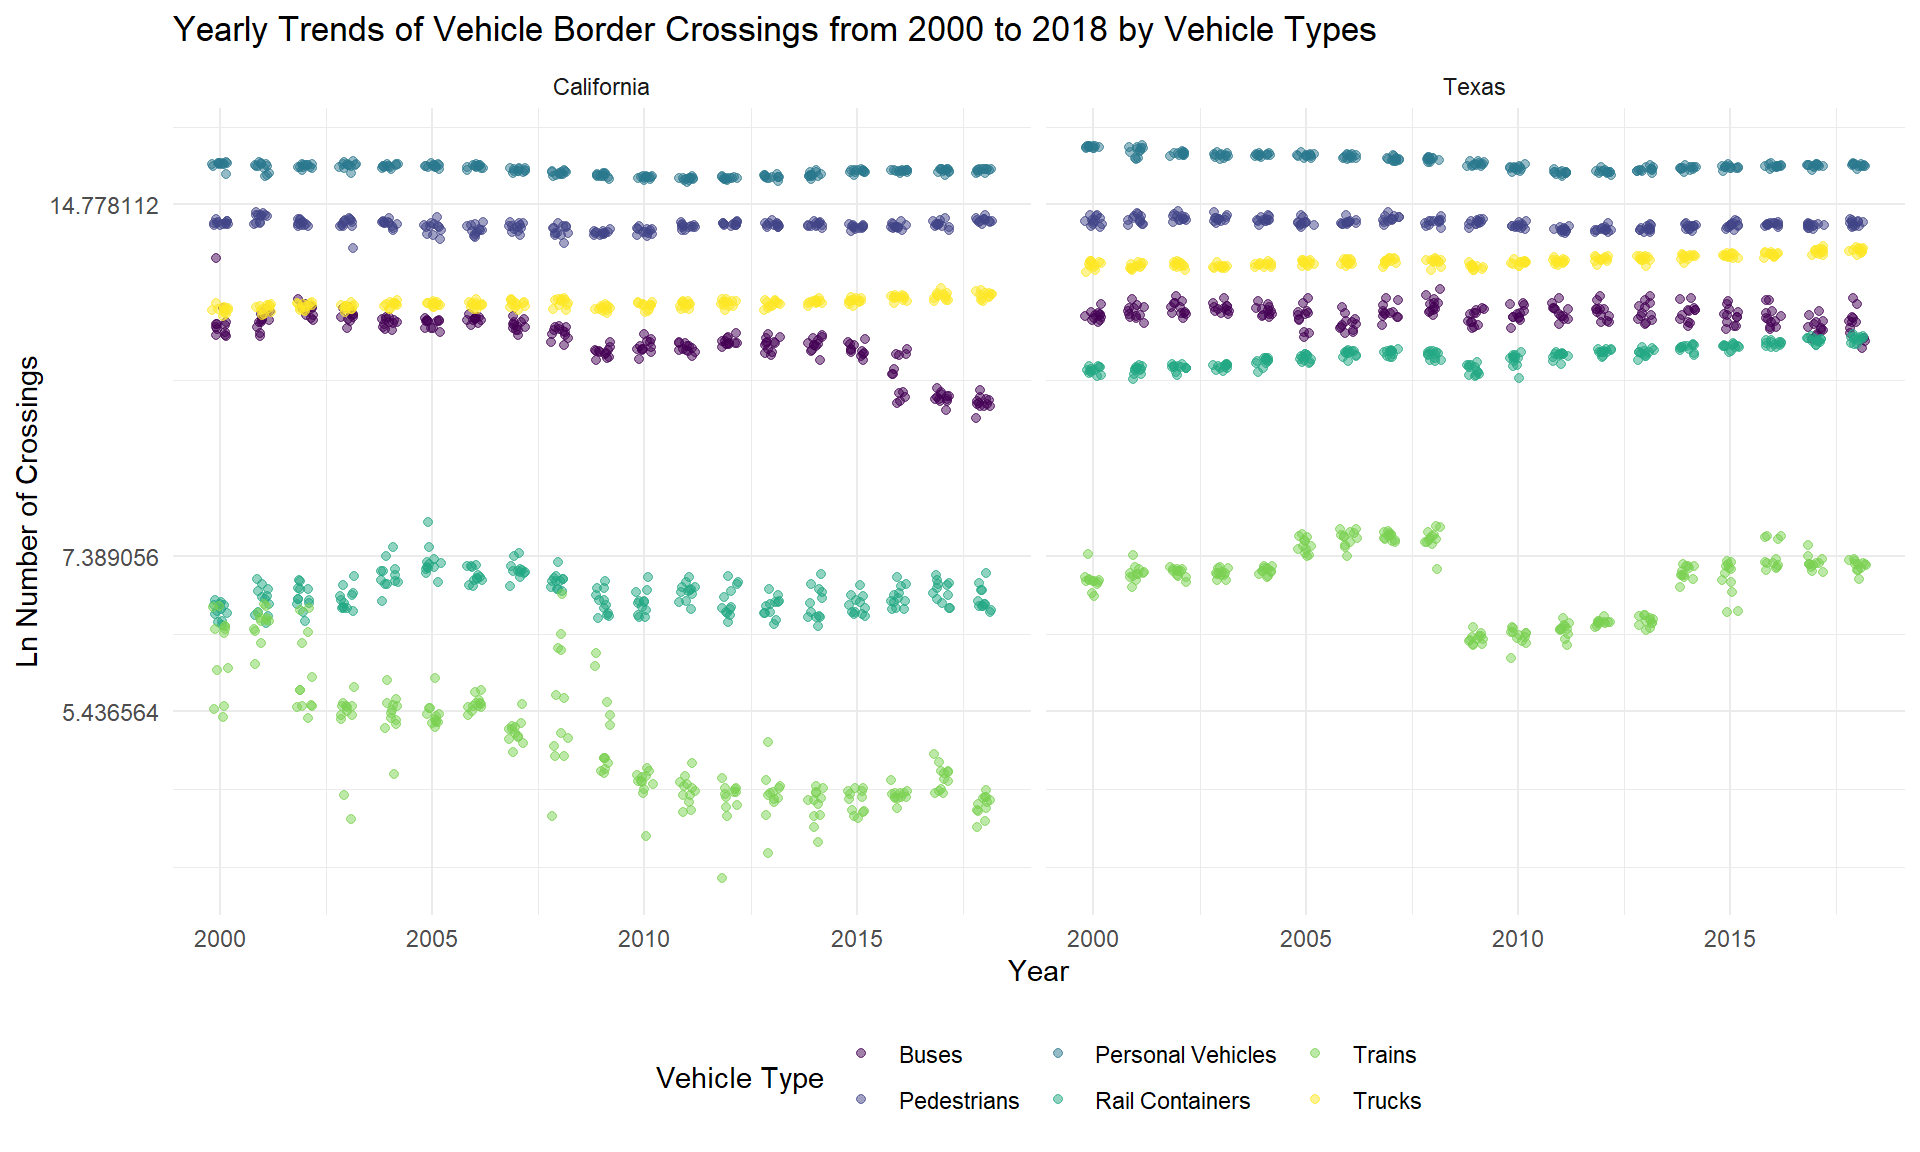 Yearly Trends of Vehicle Border Crossings from 2000 to 2018 by Vehicle Types
California
Texas
Ln Number of Crossings
14.778112
7.389056
5.436564
2000
2005
2010
2015
2000
2005
2010
2015
Year
Vehicle Type
Buses
Personal Vehicles
Trains
Pedestrians
Rail Containers
Trucks